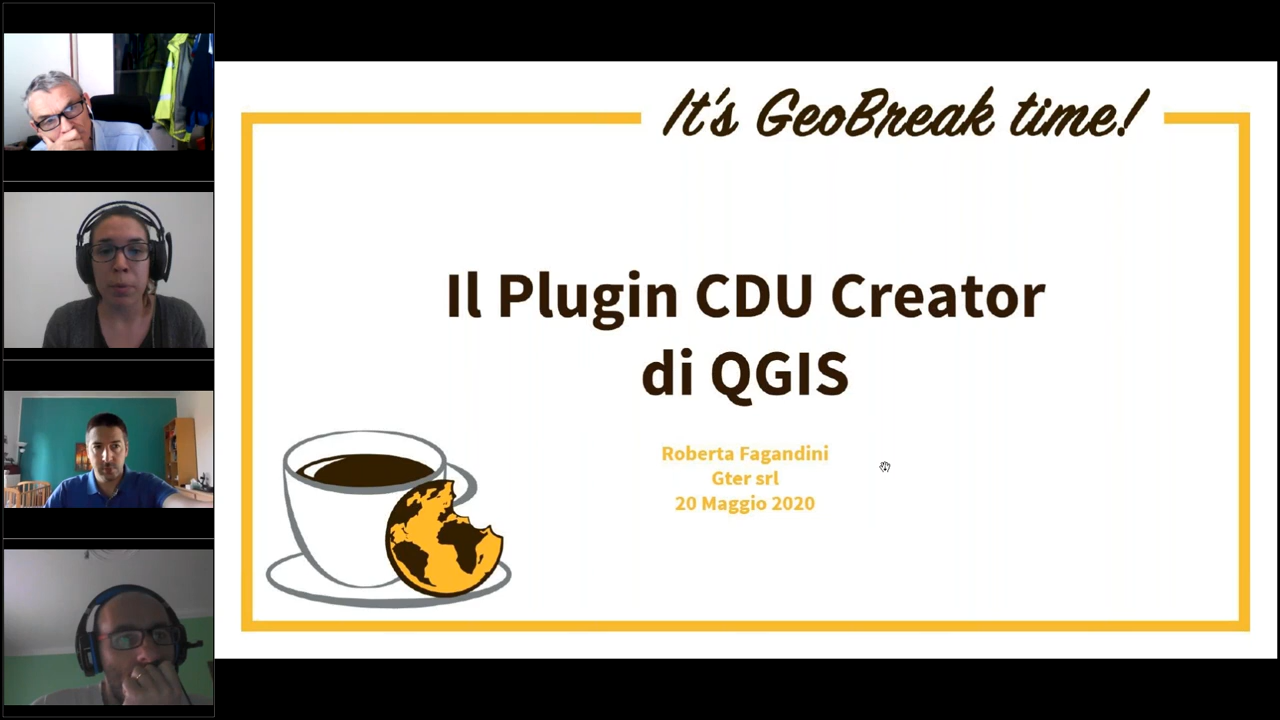 It's GeoBreak time!
Il Plugin CDU Creator
di QGIS
Roberta Fagandini
Gter srl
20 Maggio 2020